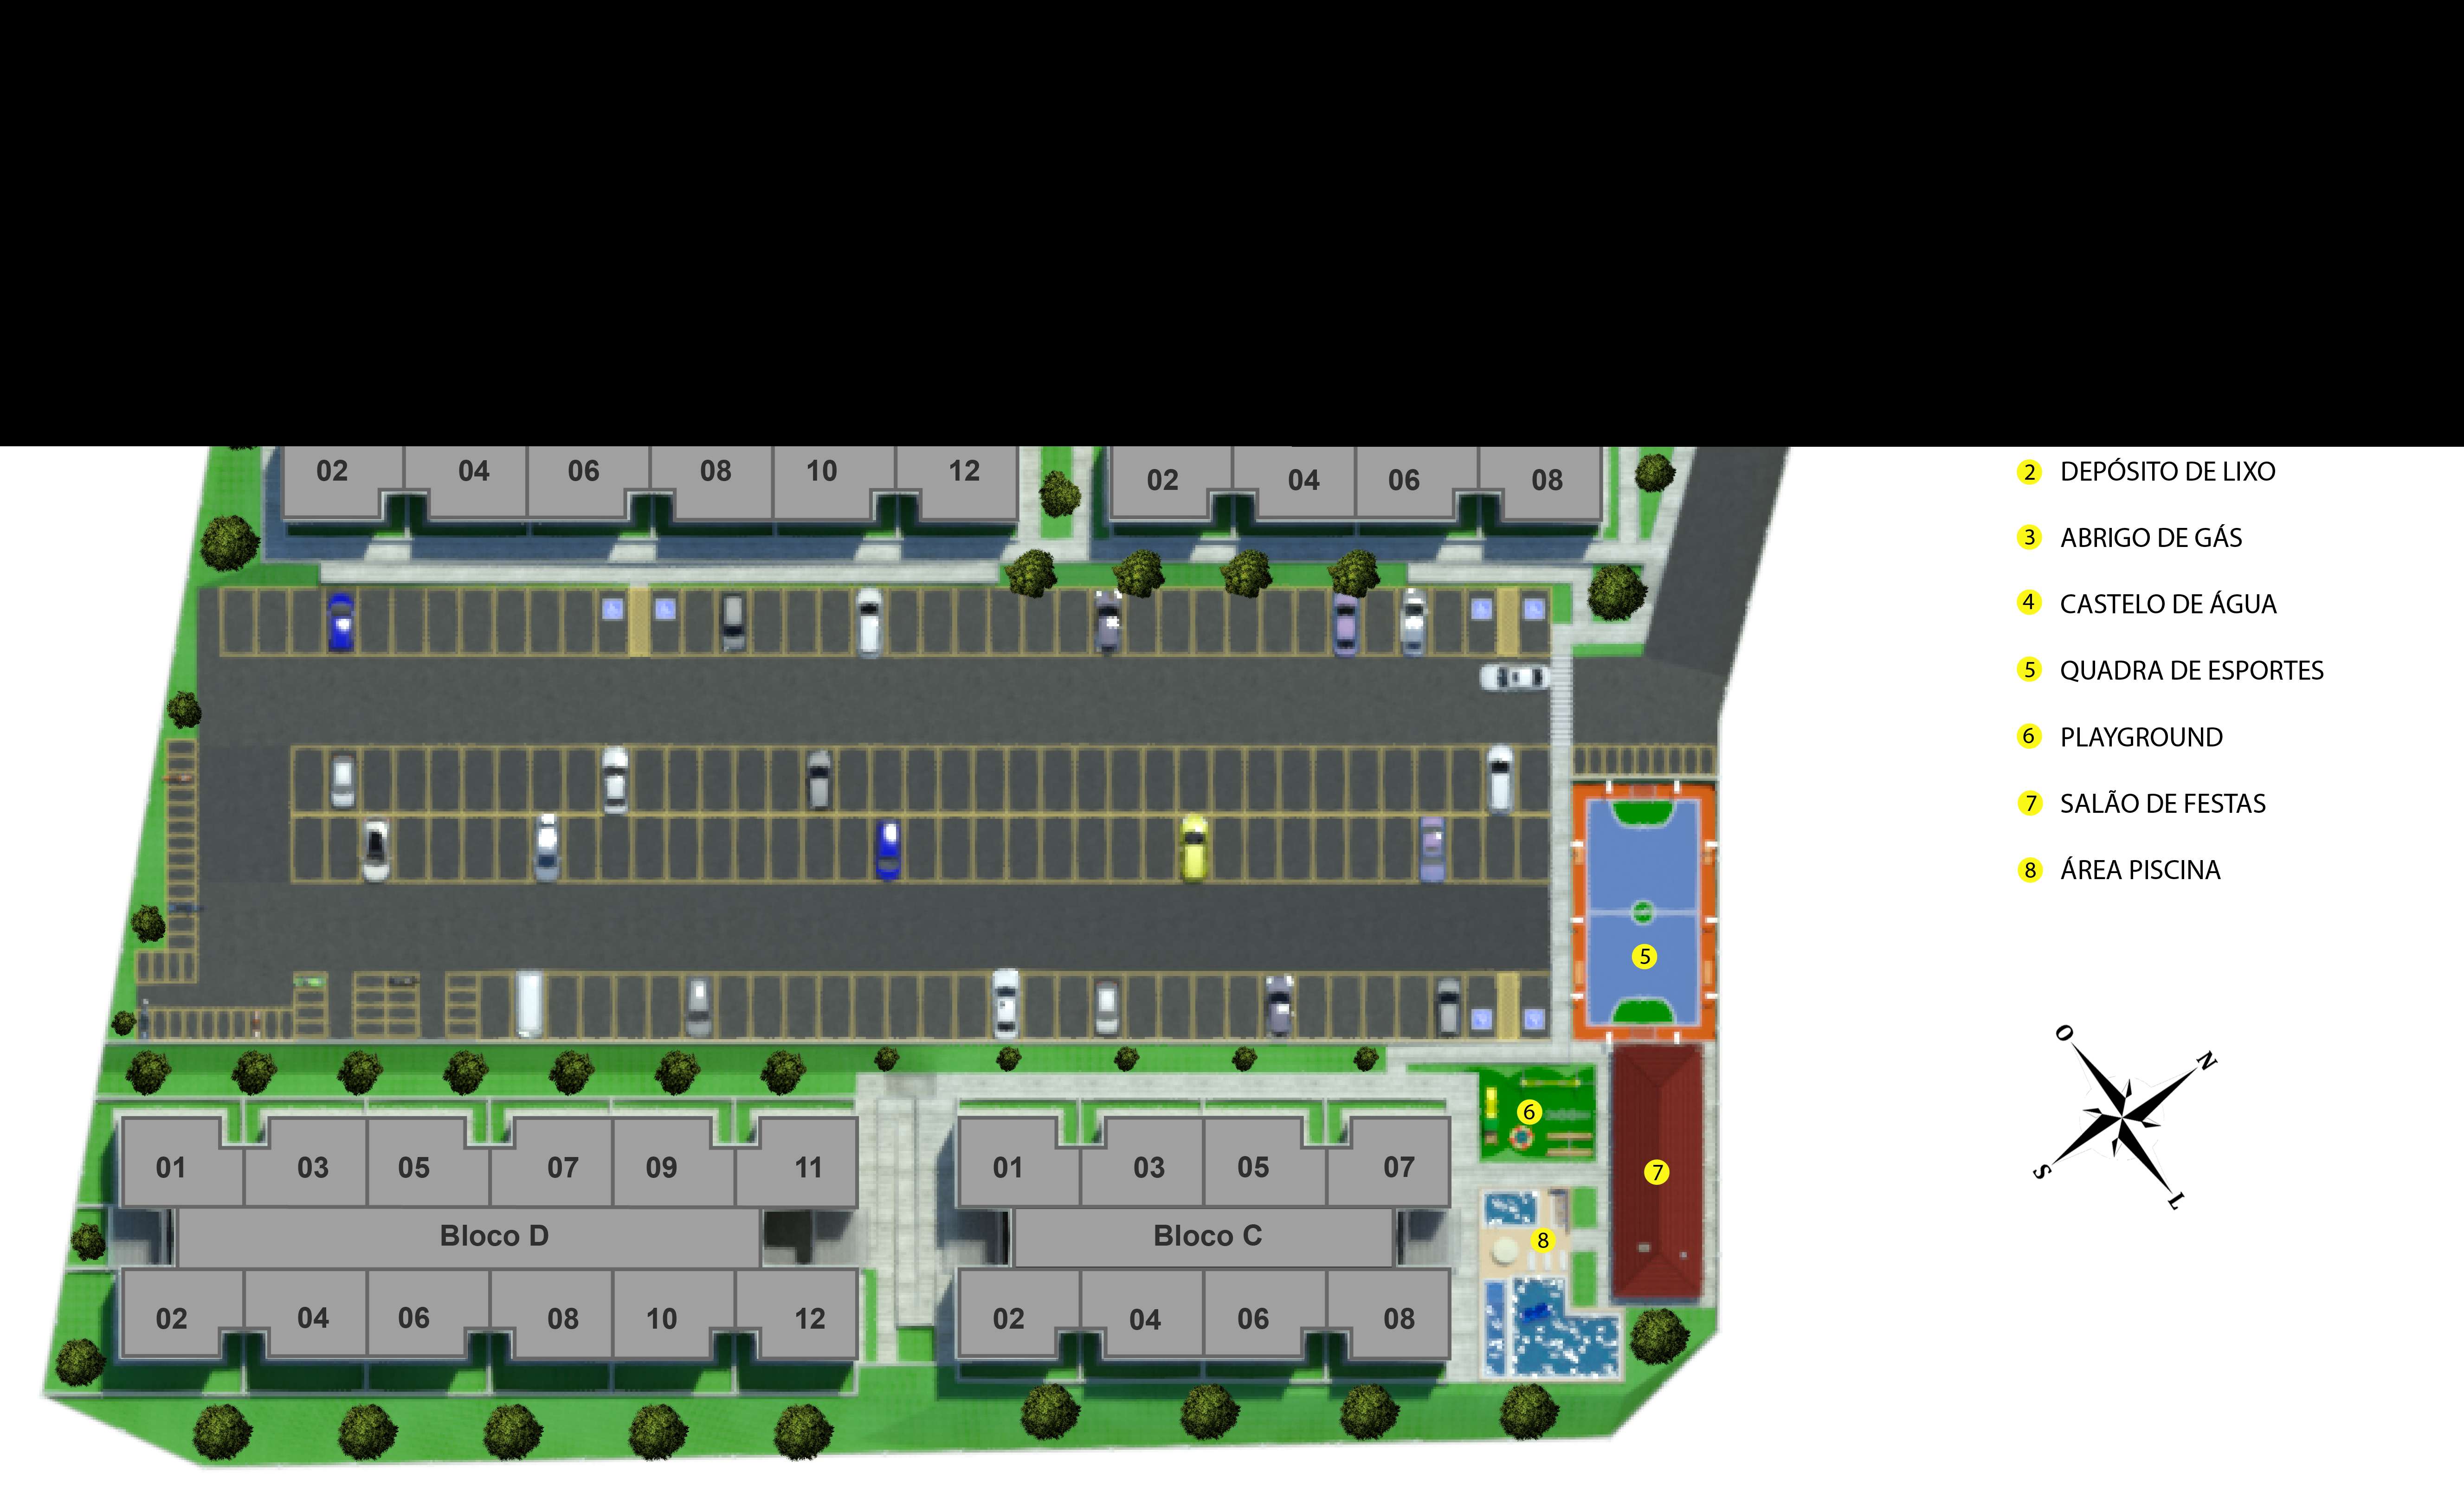 02 04 06 08 10 12 02 04 06 08
2 DEPÓSITO DE LIXO
3 ABRIGO DE GÁS
4 CASTELO DE ÁGUA
5 QUADRA DE ESPORTES
6 PLAYGROUND
7 SALÃO DE FESTAS
8 ÁREA PISCINA
5
O
N
S
L
6
01 03 05 07 09 11 01 03 05 07
7
Bloco D Bloco C
8
02 04 06 08 10 12 02 04 06 08